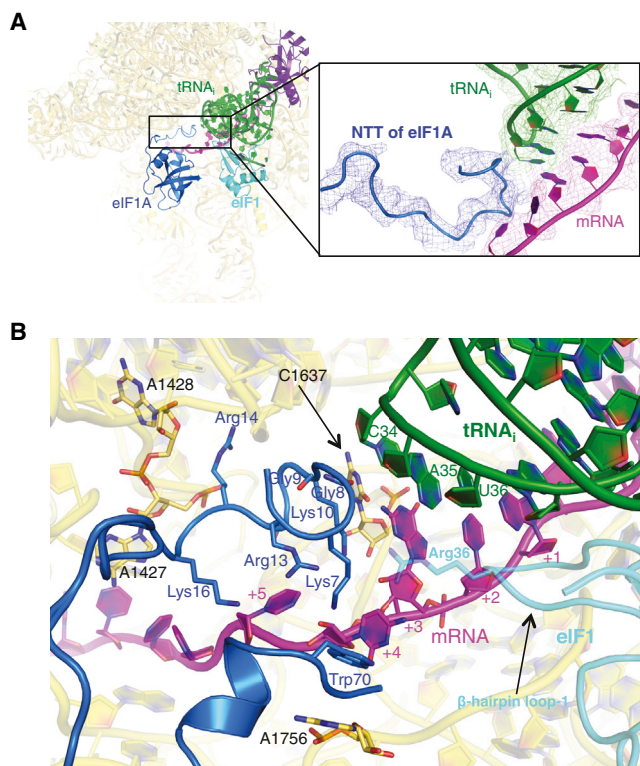 A
tRNAi
eIF1A
eIF1
tRNAi
NTT of eIF1A
mRNA
B
A1428
C1637
Arg14
C34
tRNAi
Gly9
Gly8
A35
Lys10
U36
Arg36
+1
A1427
Arg13
Lys16
Lys7
+5
+2
mRNA
+3
eIF1
+4
Trp70
β-hairpin loop-1
A1756